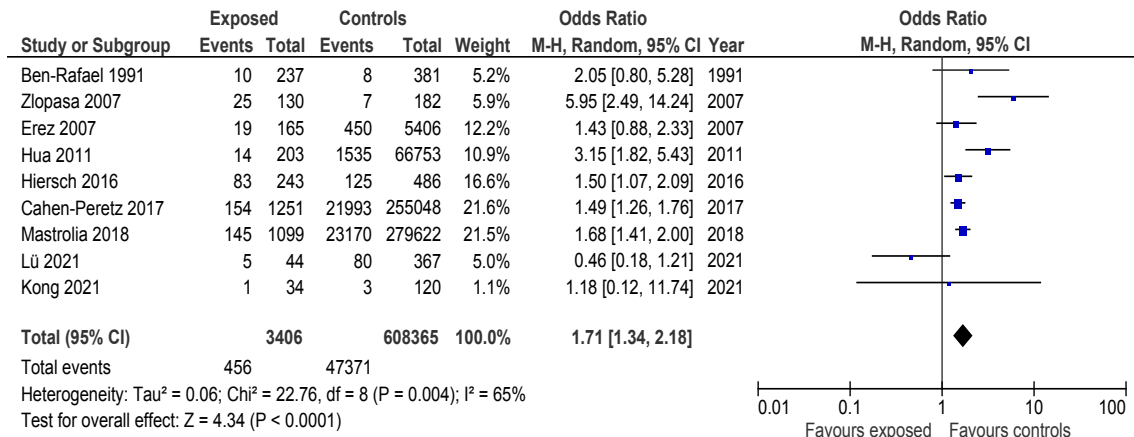 Exposed Controls Odds Ratio Odds Ratio
Study or Subgroup Events Total Events Total Weight M-H, Random, 95% CI Year M-H, Random, 95% CI
Ben-Rafael 1991 10 237 8 381 5.2% 2.05 [0.80, 5.28] 1991
Zlopasa 2007 25 130 7 182 5.9% 5.95 [2.49, 14.24] 2007
Erez 2007 19 165 450 5406 12.2% 1.43 [0.88, 2.33] 2007
Hua 2011 14 203 1535 66753 10.9% 3.15 [1.82, 5.43] 2011
Hiersch 2016 83 243 125 486 16.6% 1.50 [1.07, 2.09] 2016
Cahen-Peretz 2017 154 1251 21993 255048 21.6% 1.49 [1.26, 1.76] 2017
Mastrolia 2018 145 1099 23170 279622 21.5% 1.68 [1.41, 2.00] 2018
Lü 2021 5 44 80 367 5.0% 0.46 [0.18, 1.21] 2021
Kong 2021 1 34 3 120 1.1% 1.18 [0.12, 11.74] 2021
Total (95% CI) 3406 608365 100.0% 1.71 [1.34, 2.18]
Total events 456 47371
Heterogeneity: Tau² = 0.06; Chi² = 22.76, df = 8 (P = 0.004); I² = 65%
Test for overall effect: Z = 4.34 (P < 0.0001)
0.01 0.1 1 10 100
Favours exposed Favours controls